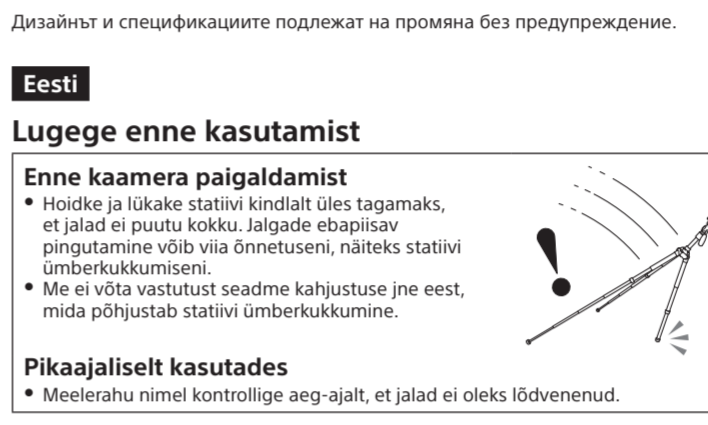 Дизайнът и спецификациите подлежат на промяна без предупреждение.
Eesti
Lugege enne kasutamist
Enne kaamera paigaldamist
• Hoidke ja lükake statiivi kindlalt üles tagamaks,
et jalad ei puutu kokku. Jalgade ebapiisav
pingutamine võib viia õnnetuseni, näiteks statiivi
ümberkukkumiseni.
• Me ei võta vastutust seadme kahjustuse jne eest,
mida põhjustab statiivi ümberkukkumine.
Pikaajaliselt kasutades
• Meelerahu nimel kontrollige aeg-ajalt, et jalad ei oleks lõdvenenud.